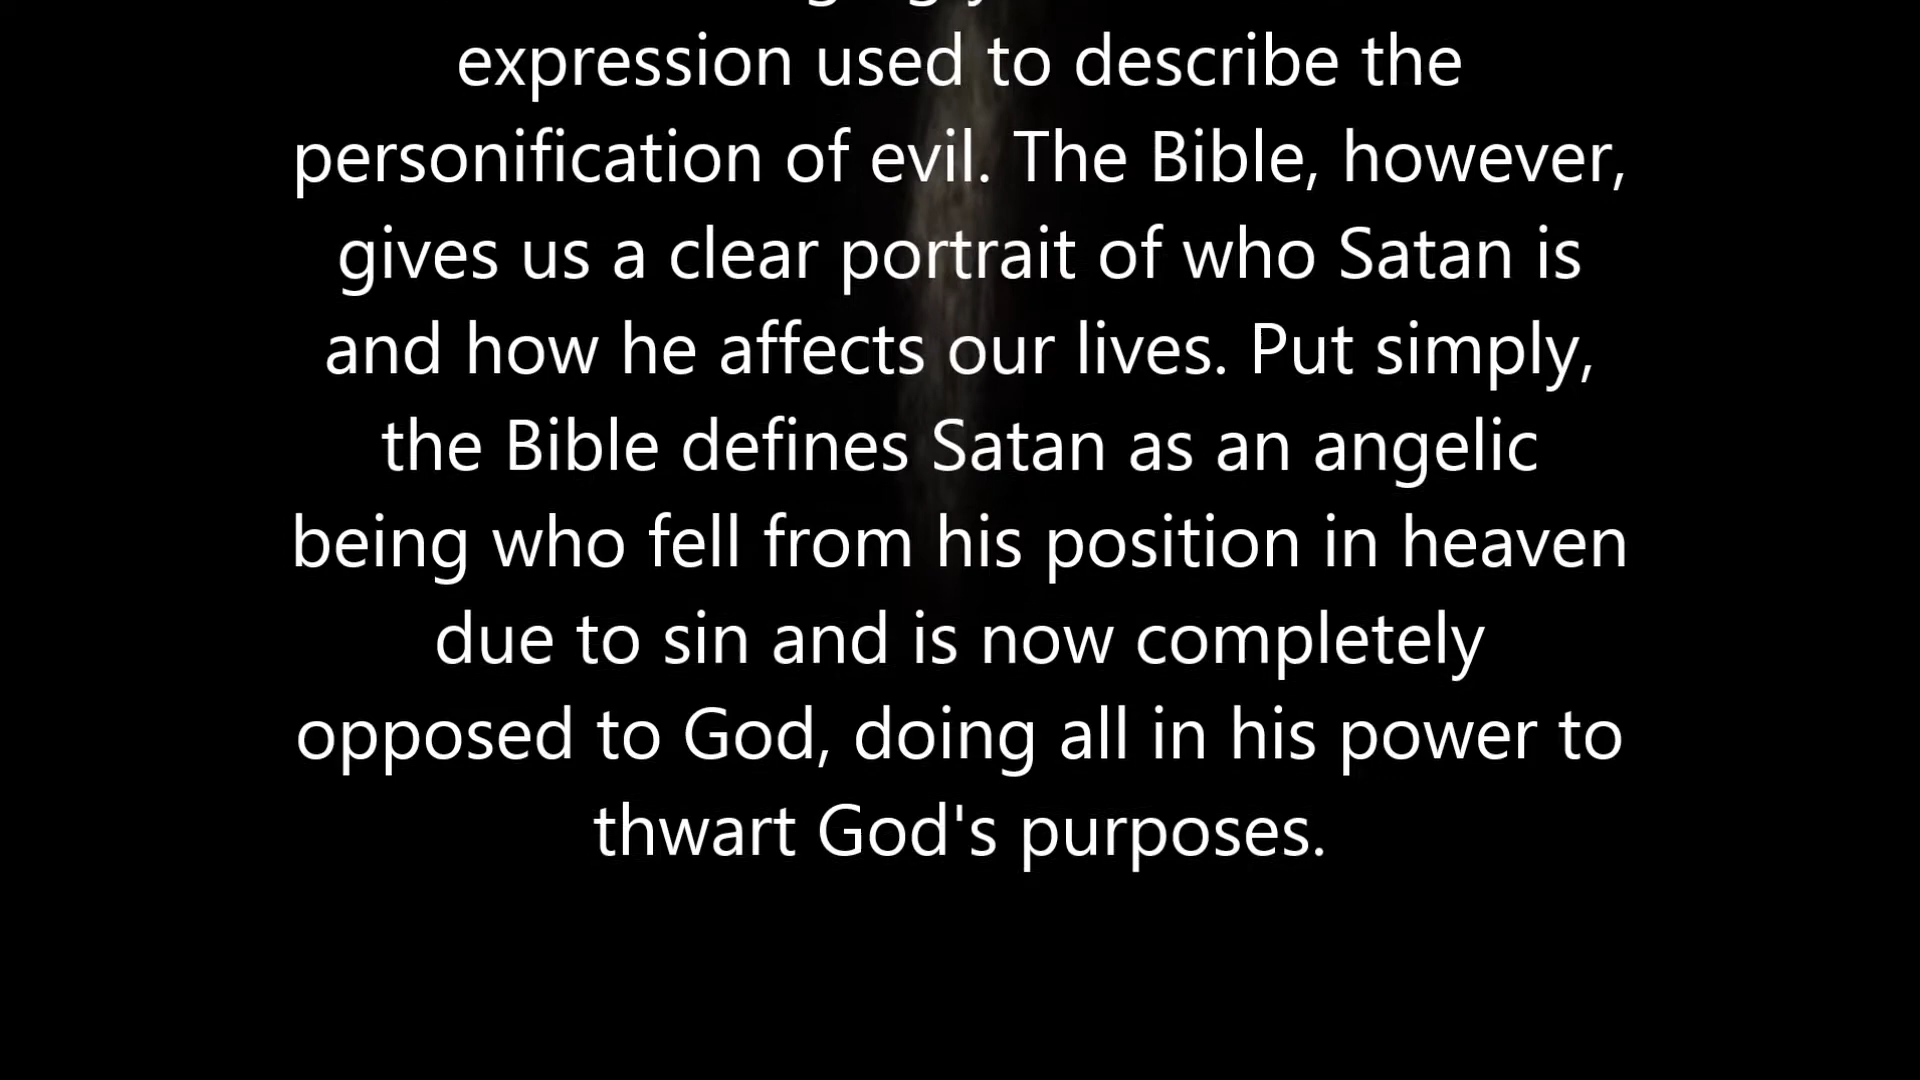 expression used to describe the
personification of evil. The Bible, however,
gives us a clear portrait of who Satan is
and how he affects our lives. Put simply,
the Bible defines Satan as an angelic
being who fell from his position in heaven
due to sin and is now completely
opposed to God, doing all in his power to
thwart God's purposes.